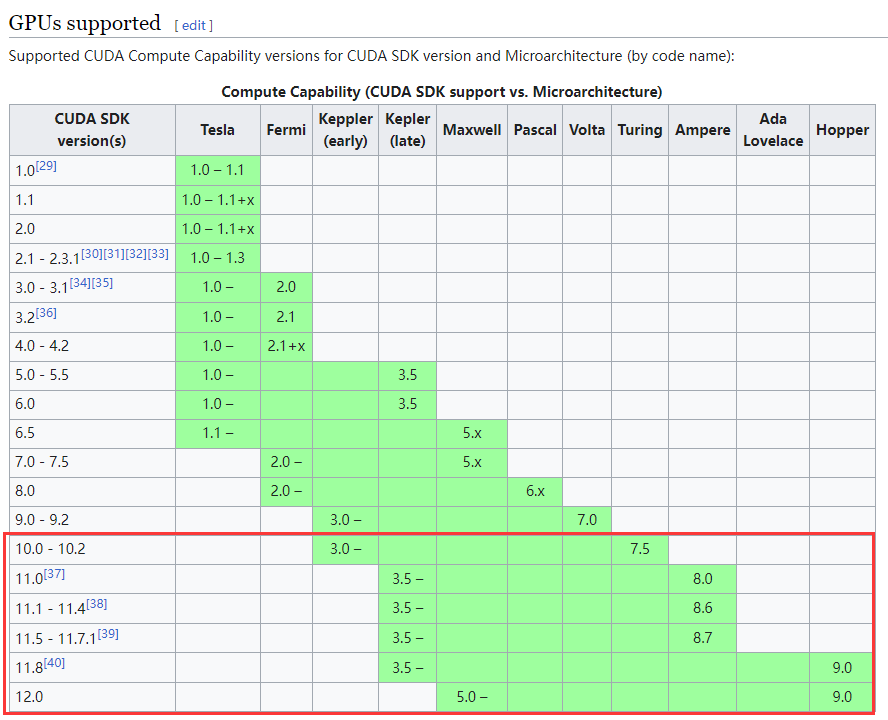 GPUs supported [ edit ]
Supported CUDA Compute Capability versions for CUDA SDK version and Microarchitecture (by code name):
Compute Capability (CUDA SDK support vs. Microarchitecture)
CUDA SDK version(s) Tesla Fermi Keppler (early) Kepler (late) Maxwell Pascal Volta Turing Ampere Ada Lovelace Hopper
1.0[29] 1.0 – 1.1
1.1 1.0 – 1.1+x
2.0 1.0 – 1.1+x
2.1 - 2.3.1[30][31][32][33] 1.0 – 1.3
3.0 - 3.1[34][35] 1.0 – 2.0
3.2[36] 1.0 – 2.1
4.0 - 4.2 1.0 – 2.1+x
5.0 - 5.5 1.0 – 3.5
6.0 1.0 – 3.5
6.5 1.1 – 5.x
7.0 - 7.5 2.0 – 5.x
8.0 2.0 – 6.x
9.0 - 9.2 3.0 – 7.0
10.0 - 10.2 3.0 – 7.5
11.0[37] 3.5 – 8.0
11.1 - 11.4[38] 3.5 – 8.6
11.5 - 11.7.1[39] 3.5 – 8.7
11.8[40] 3.5 – 9.0
12.0 5.0 – 9.0